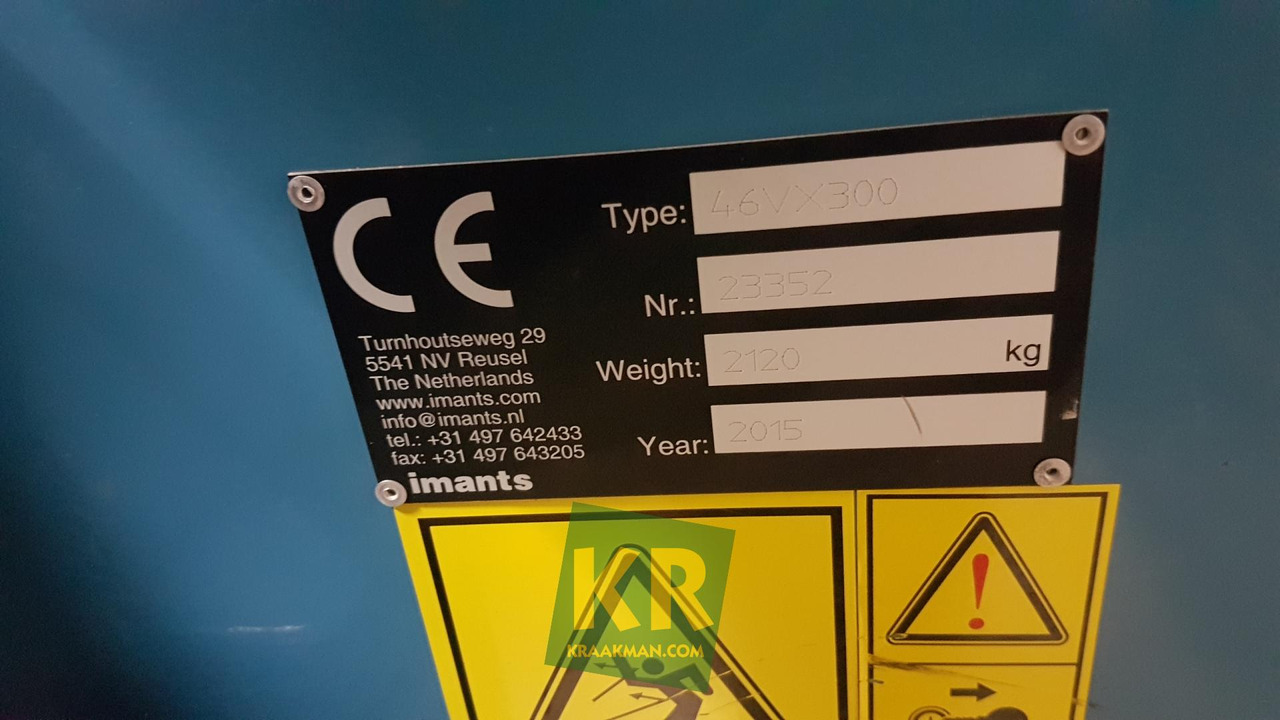 CE
Type: 46VX300
Nr.: 23352
Weight: 2120 kg
Year: 2015
Turnhoutseweg 29
5541 NV Reusel
The Netherlands
www.imants.com
info@imants.nl
tel.: +31 497 642433
fax: +31 497 643205
imants
KR
KRAAKMAN.COM